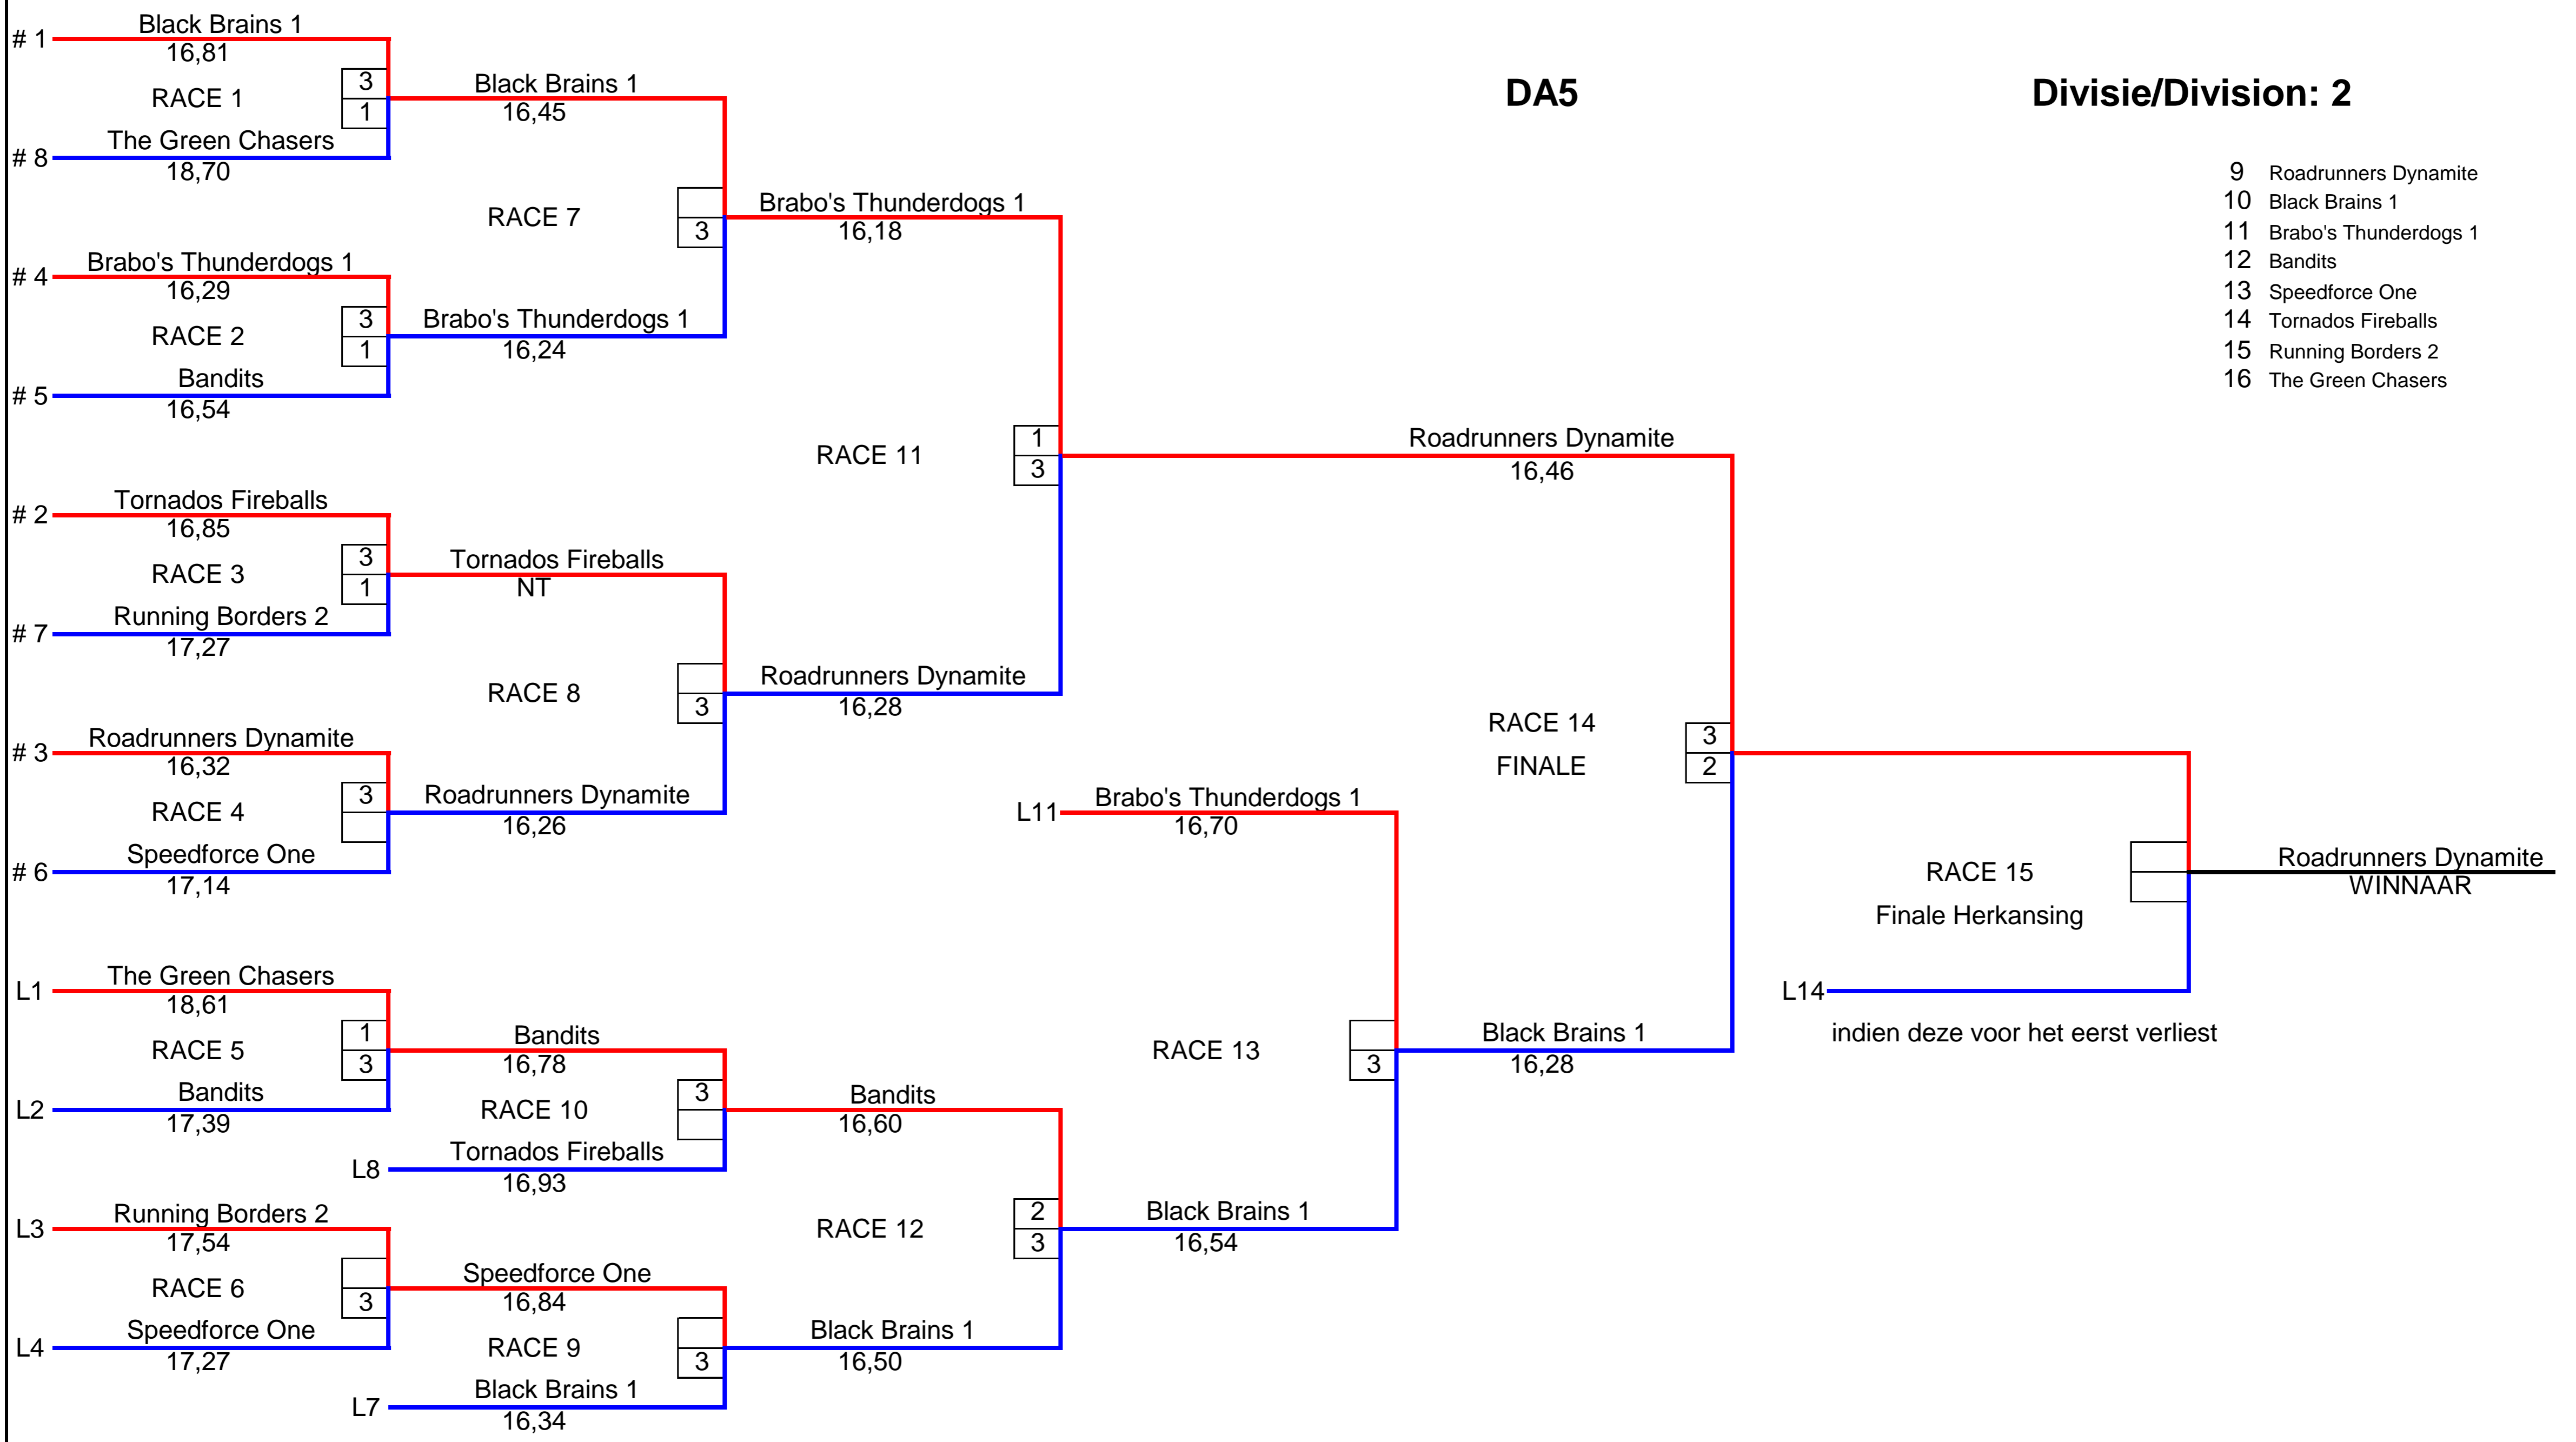 Black Brains 1
# 1
16,81
3
RACE 1
1
The Green Chasers
# 8
18,70
Black Brains 1
16,45
RACE 7
3
Brabo's Thunderdogs 1
# 4
16,29
3
RACE 2
1
Bandits
# 5
16,54
Brabo's Thunderdogs 1
16,24
Brabo's Thunderdogs 1
16,18
RACE 11
1
3
Tornados Fireballs
# 2
16,85
3
RACE 3
1
Running Borders 2
# 7
17,27
Tornados Fireballs
NT
RACE 8
3
Roadrunners Dynamite
# 3
16,32
3
RACE 4
Speedforce One
# 6
17,14
Roadrunners Dynamite
16,26
Roadrunners Dynamite
16,28
The Green Chasers
L1
18,61
1
RACE 5
3
Bandits
L2
17,39
Bandits
16,78
3
RACE 10
Tornados Fireballs
L8
16,93
Running Borders 2
L3
17,54
RACE 6
3
Speedforce One
L4
17,27
Speedforce One
16,84
RACE 9
3
Black Brains 1
L7
16,34
Bandits
16,60
2
RACE 12
3
Black Brains 1
16,50
Brabo's Thunderdogs 1
L11
16,70
RACE 13
3
Black Brains 1
16,54
DA5
Roadrunners Dynamite
16,46
RACE 14
FINALE
3
2
Black Brains 1
16,28
Divisie/Division: 2
9 Roadrunners Dynamite
10 Black Brains 1
11 Brabo's Thunderdogs 1
12 Bandits
13 Speedforce One
14 Tornados Fireballs
15 Running Borders 2
16 The Green Chasers
RACE 15
Finale Herkansing
Roadrunners Dynamite
WINNAAR
L14
indien deze voor het eerst verliest